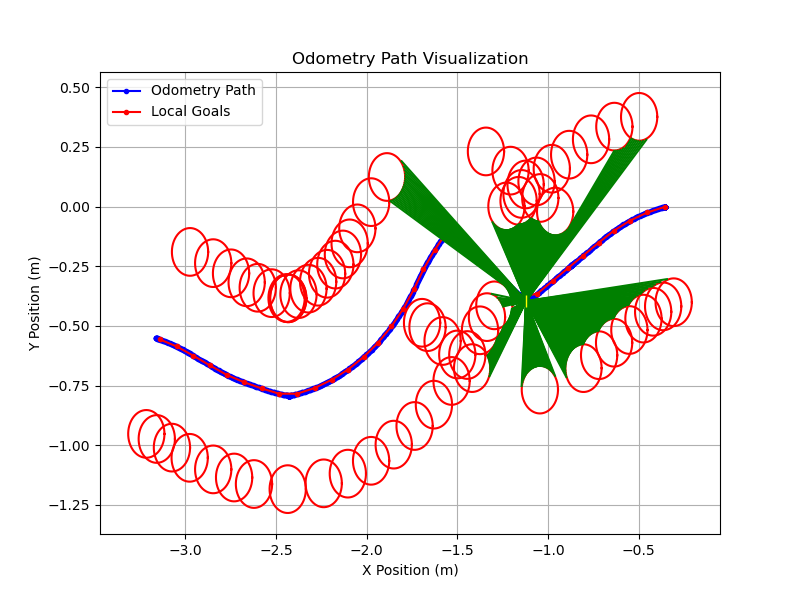 Odometry Path Visualization
Odometry Path
Local Goals
Y Position (m)
0.50
0.25
0.00
−0.25
−0.50
−0.75
−1.00
−1.25
−3.0 −2.5 −2.0 −1.5 −1.0 −0.5
X Position (m)